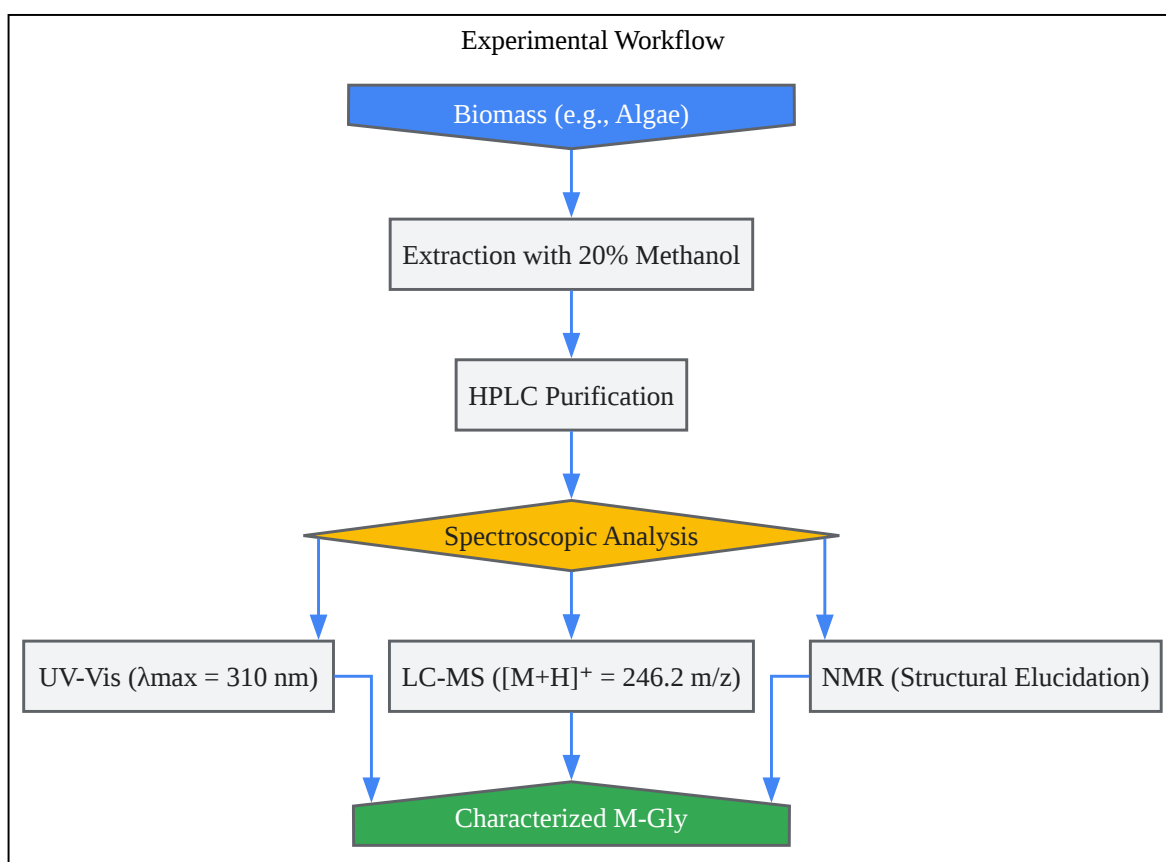 Experimental Workflow
Biomass (e.g., Algae)
Extraction with 20% Methanol
HPLC Purification
Spectroscopic Analysis
UV-Vis (λmax = 310 nm)
LC-MS ([M+H]⁺ = 246.2 m/z)
NMR (Structural Elucidation)
Characterized M-Gly